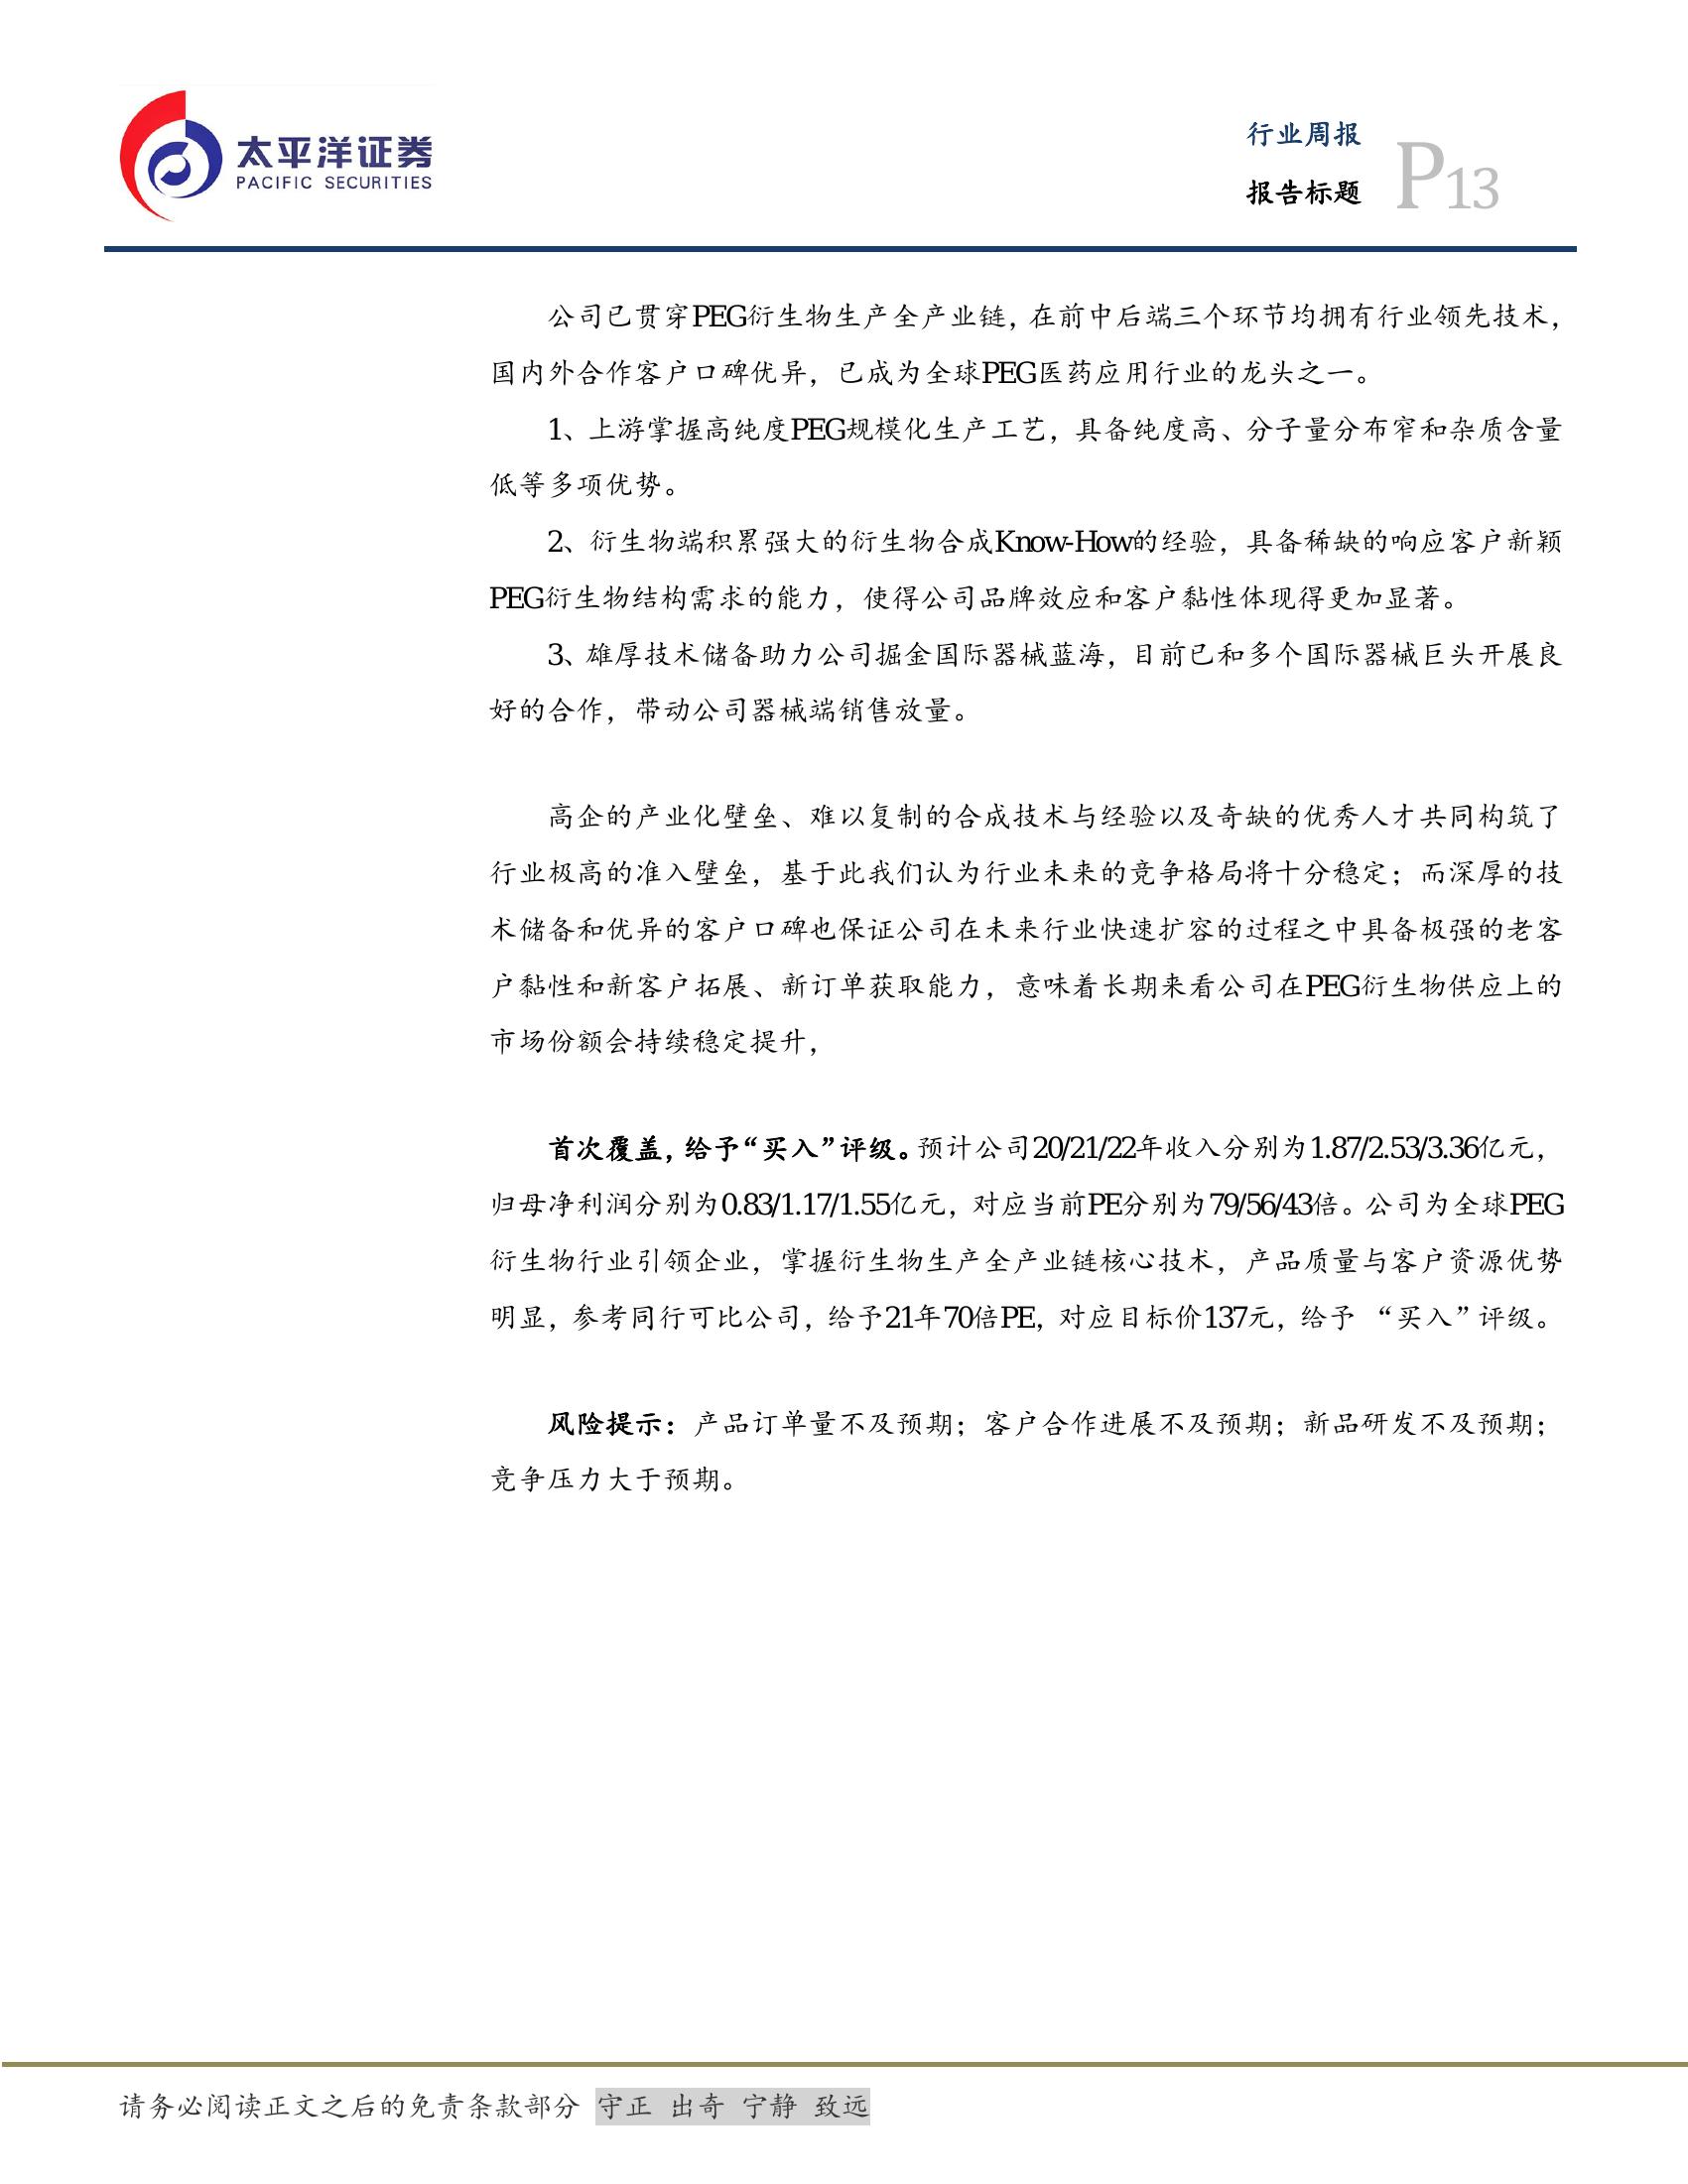 太平洋证券
PACIFIC SECURITIES
行业周报
报告标题
P13
公司已贯穿PEG衍生物生产全产业链，在前中后端三个环节均拥有行业领先技术，
国内外合作客户口碑优异，已成为全球PEG医药应用行业的龙头之一。
1、上游掌握高纯度PEG规模化生产工艺，具备纯度高、分子量分布窄和杂质含量
低等多项优势。
2、衍生物端积累强大的衍生物合成Know-How的经验，具备稀缺的响应客户新颖
PEG衍生物结构需求的能力，使得公司品牌效应和客户黏性体现得更加显著。
3、雄厚技术储备助力公司掘金国际器械蓝海，目前已和多个国际器械巨头开展良
好的合作，带动公司器械端销售放量。
高企的产业化壁垒、难以复制的合成技术与经验以及奇缺的优秀人才共同构筑了
行业极高的准入壁垒，基于此我们认为行业未来的竞争格局将十分稳定；而深厚的技
术储备和优异的客户口碑也保证公司在未来行业快速扩容的过程之中具备极强的老客
户黏性和新客户拓展、新订单获取能力，意味着长期来看公司在PEG衍生物供应上的
市场份额会持续稳定提升，
首次覆盖，给予“买入”评级。预计公司20/21/22年收入分别为1.87/2.53/3.36亿元，
归母净利润分别为0.83/1.17/1.55亿元，对应当前PE分别为79/56/43倍。公司为全球PEG
衍生物行业引领企业，掌握衍生物生产全产业链核心技术，产品质量与客户资源优势
明显，参考同行可比公司，给予21年70倍PE，对应目标价137元，给予 “买入”评级。
风险提示：产品订单量不及预期；客户合作进展不及预期；新品研发不及预期；
竞争压力大于预期。
请务必阅读正文之后的免责条款部分 守正 出奇 宁静 致远